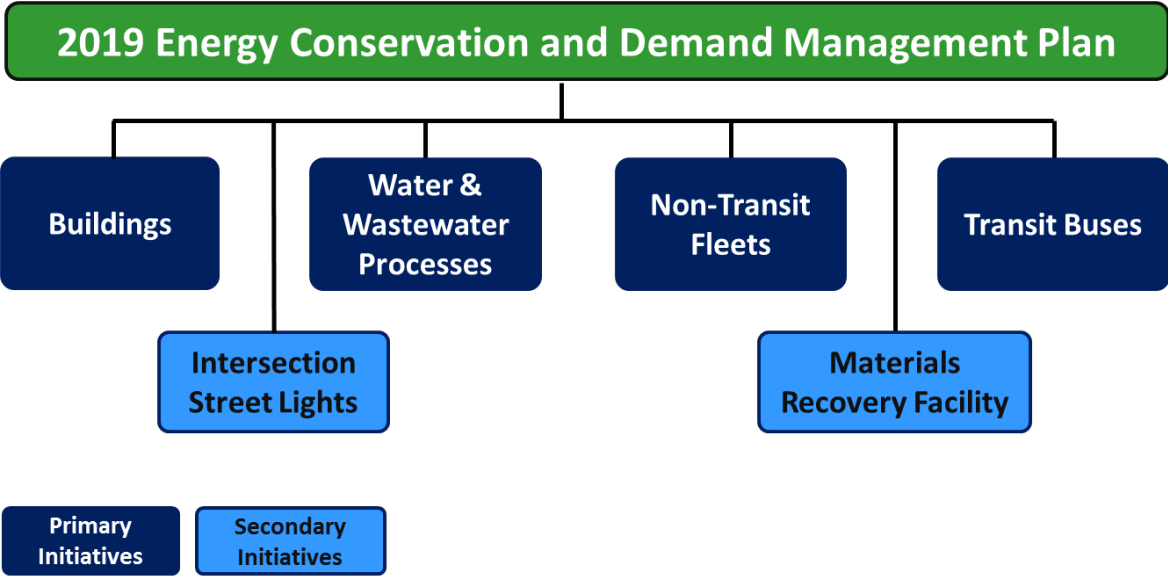 2019 Energy Conservation and Demand Management Plan
Buildings
Water &
Wastewater
Processes
Non-Transit
Fleets
Transit Buses
Intersection
Street Lights
Materials
Recovery Facility
Primary
Initiatives
Secondary
Initiatives